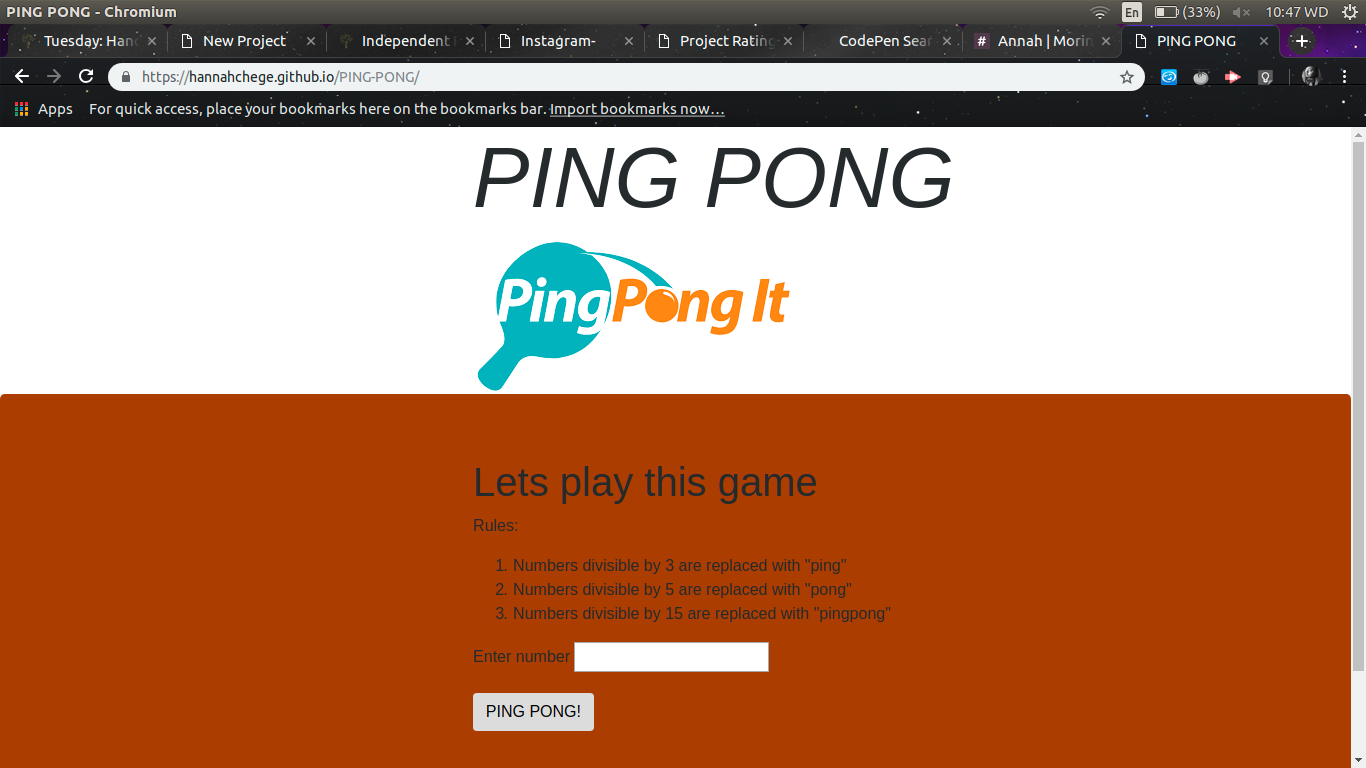 PING PONG - Chromium
En
(33%)
10:47 WD
Tuesday: Han
New Project
Independent
Instagram-
Project Rating
CodePen Sear
# Annah | Morin
PING PONG
https://hannahchege.github.io/PING-PONG/
Apps
For quick access, place your bookmarks here on the bookmarks bar. Import bookmarks now…
PING PONG
PingPong It
Lets play this game
Rules:
1. Numbers divisible by 3 are replaced with "ping"
2. Numbers divisible by 5 are replaced with "pong"
3. Numbers divisible by 15 are replaced with "pingpong"
Enter number
PING PONG!